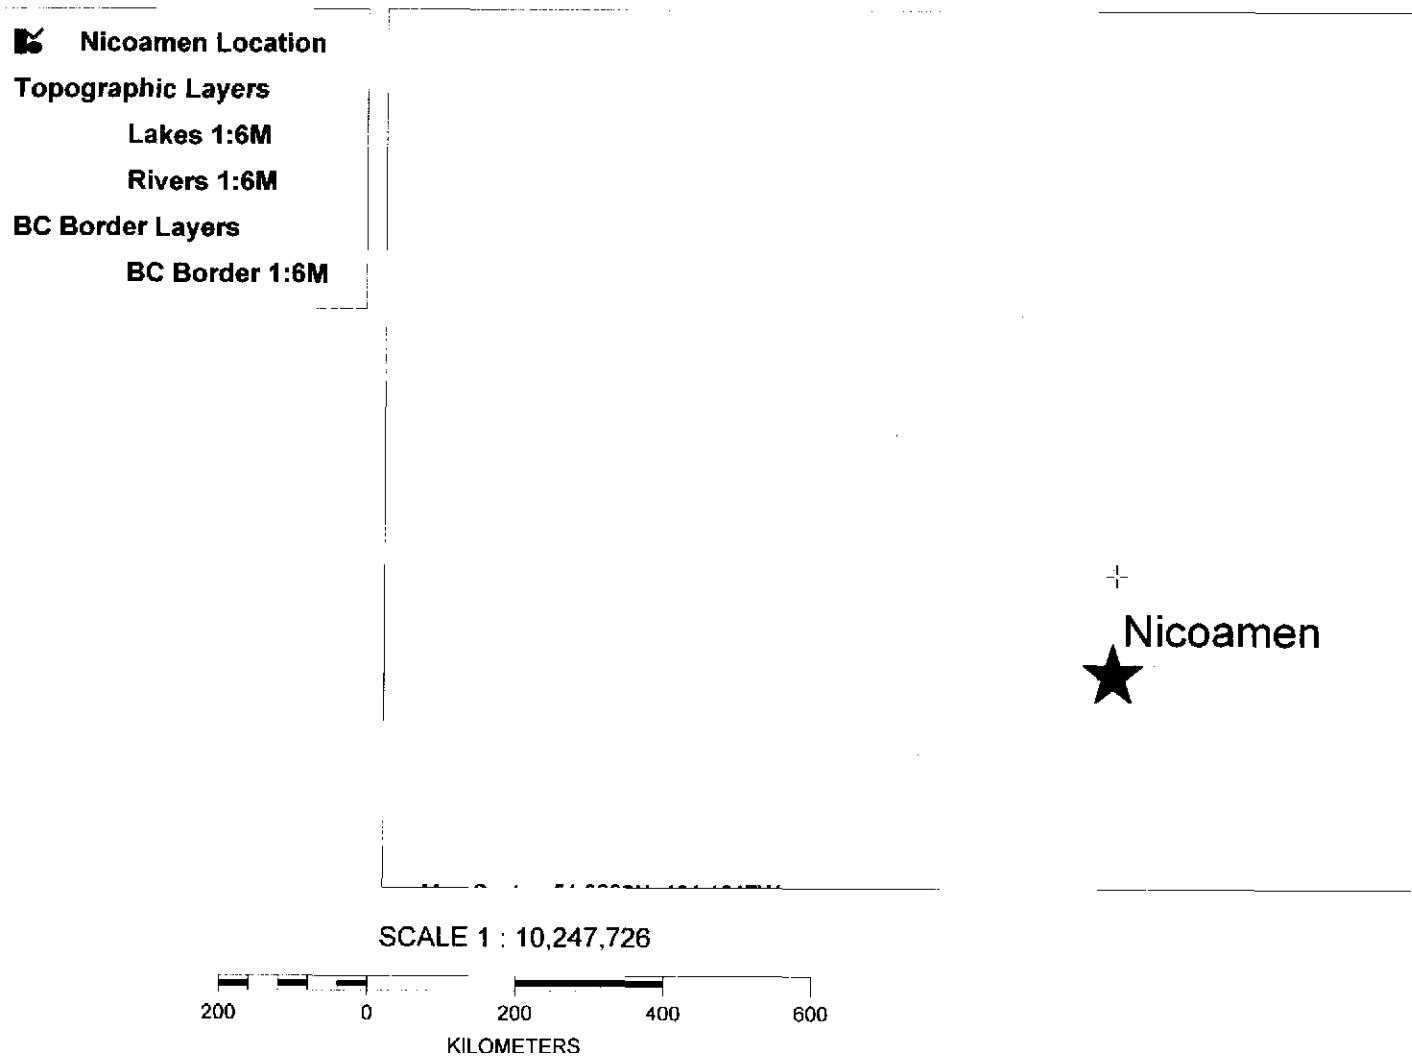 Nicoamen Location
Topographic Layers
Lakes 1:6M
Rivers 1:6M
BC Border Layers
BC Border 1:6M
Nicoamen
SCALE 1 : 10,247,726
200 0 200 400 600
KILOMETERS